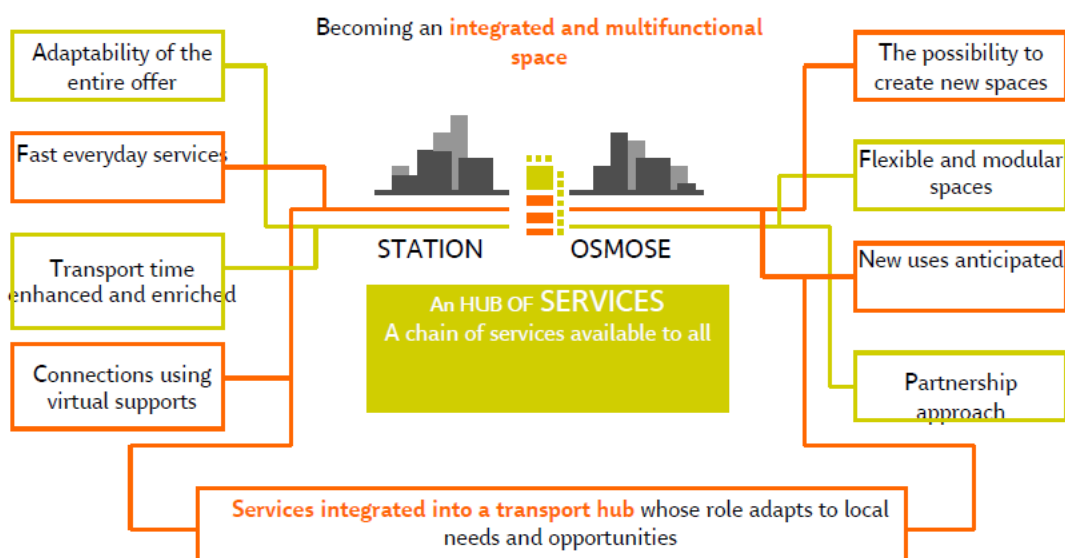 Becoming an integrated and multifunctional
space
Adaptability of the
entire offer
Fast everyday services
Transport time
enhanced and enriched
Connections using
virtual supports
STATION OSMOSE
An HUB OF SERVICES
A chain of services available to all
The possibility to
create new spaces
Flexible and modular
spaces
New uses anticipated
Partnership
approach
Services integrated into a transport hub whose role adapts to local
needs and opportunities